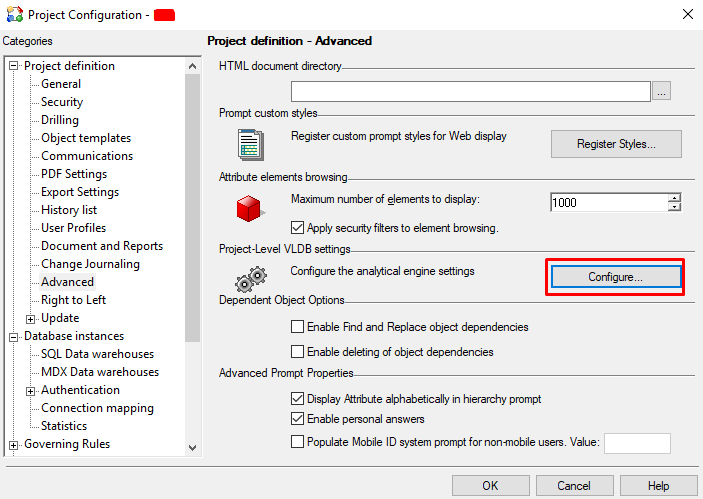 Project Configuration -
Categories
Project definition
General
Security
Drilling
Object templates
Communications
PDF Settings
Export Settings
History list
User Profiles
Document and Reports
Change Journaling
Advanced
Right to Left
Update
Database instances
SQL Data warehouses
MDX Data warehouses
Authentication
Connection mapping
Statistics
Governing Rules
Project definition - Advanced
HTML document directory
...
Prompt custom styles
Register custom prompt styles for Web display
Register Styles...
Attribute elements browsing
Maximum number of elements to display:
1000
Apply security filters to element browsing.
Project-Level VLDB settings
Configure the analytical engine settings
Configure...
Dependent Object Options
Enable Find and Replace object dependencies
Enable deleting of object dependencies
Advanced Prompt Properties
Display Attribute alphabetically in hierarchy prompt
Enable personal answers
Populate Mobile ID system prompt for non-mobile users. Value:
OK
Cancel
Help